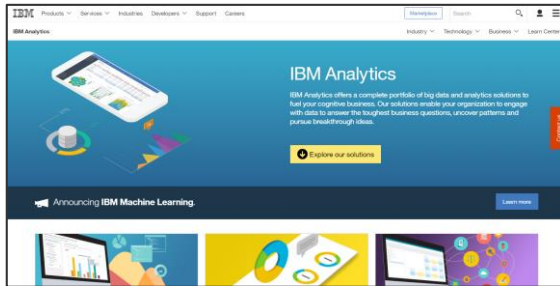 IBM Products Services Industries Developers Support Careers Marketplace Search
IBM Analytics Industry Technology Business Learn Center
IBM Analytics
IBM Analytics offers a complete portfolio of big data and analytics solutions to
fuel your cognitive business. Our solutions enable your organization to engage
with data to answer the toughest business questions, uncover patterns and
pursue breakthrough ideas.
Explore our solutions
Contact us
Announcing IBM Machine Learning. Learn more